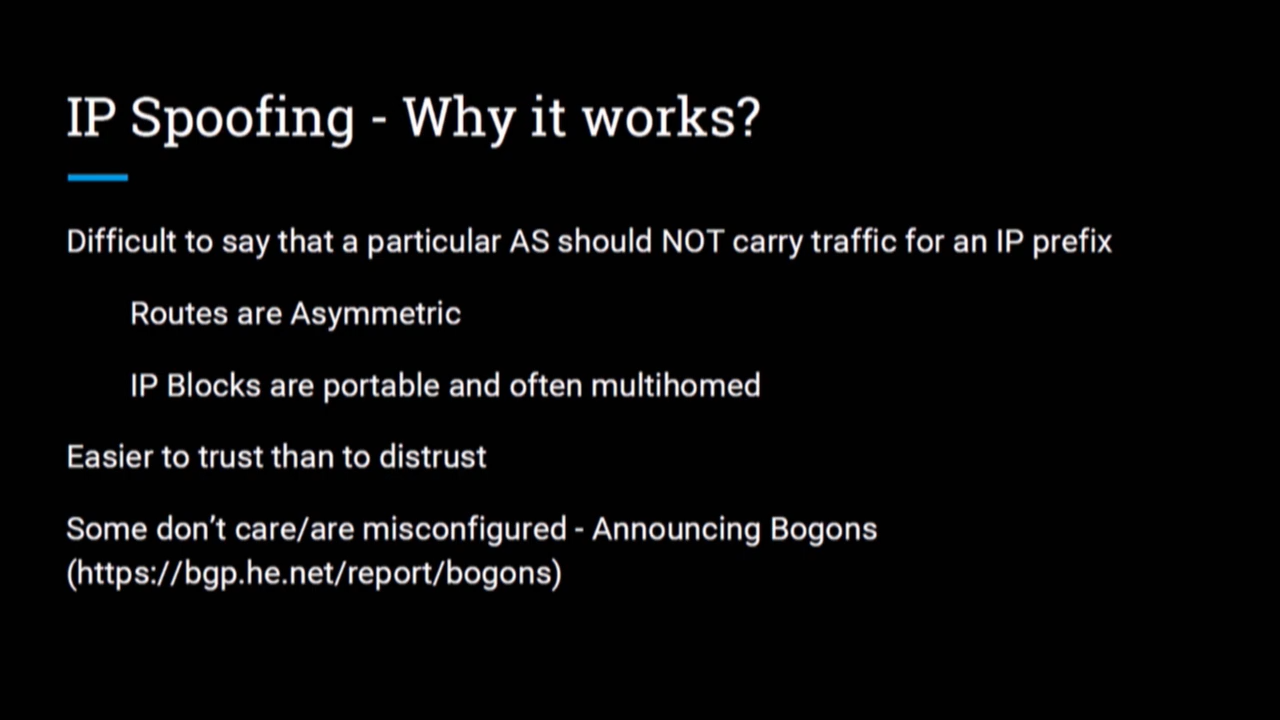 IP Spoofing - Why it works?
Difficult to say that a particular AS should NOT carry traffic for an IP prefix
Routes are Asymmetric
IP Blocks are portable and often multihomed
Easier to trust than to distrust
Some don’t care/are misconfigured - Announcing Bogons
(https://bgp.he.net/report/bogons)